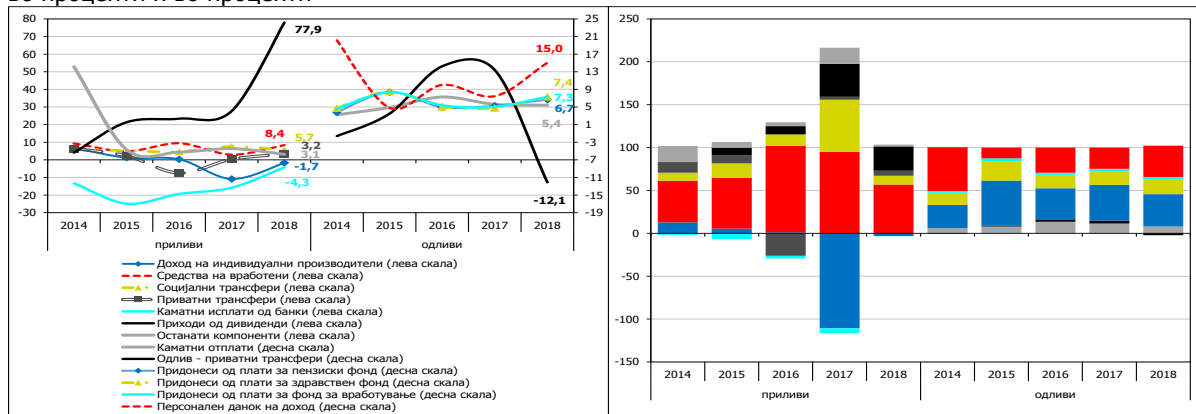 во проценти и во проценти
80
70
60
50
40
30
20
10
0
-10
-20
-30
25
21
17
13
9
5
1
-3
-7
-11
-15
-19
77,9
8,4
5,7
3,2
3,1
-1,7
-4,3
15,0
7,4
7,3
6,7
5,4
-12,1
2014 2015 2016 2017 2018 2014 2015 2016 2017 2018
приливи одливи
Доход на индивидуални производители (лева скала)
Средства на вработени (лева скала)
Социјални трансфери (лева скала)
Приватни трансфери (лева скала)
Каматни исплати од банки (лева скала)
Приходи од дивиденди (лева скала)
Останати компоненти (лева скала)
Каматни отплати (десна скала)
Одлив - приватни трансфери (десна скала)
Придонеси од плати за пензиски фонд (десна скала)
Придонеси од плати за здравствен фонд (десна скала)
Придонеси од плати за фонд за вработување (десна скала)
Персонален данок на доход (десна скала)
250
200
150
100
50
0
-50
-100
-150
2014 2015 2016 2017 2018 2014 2015 2016 2017 2018
приливи одливи